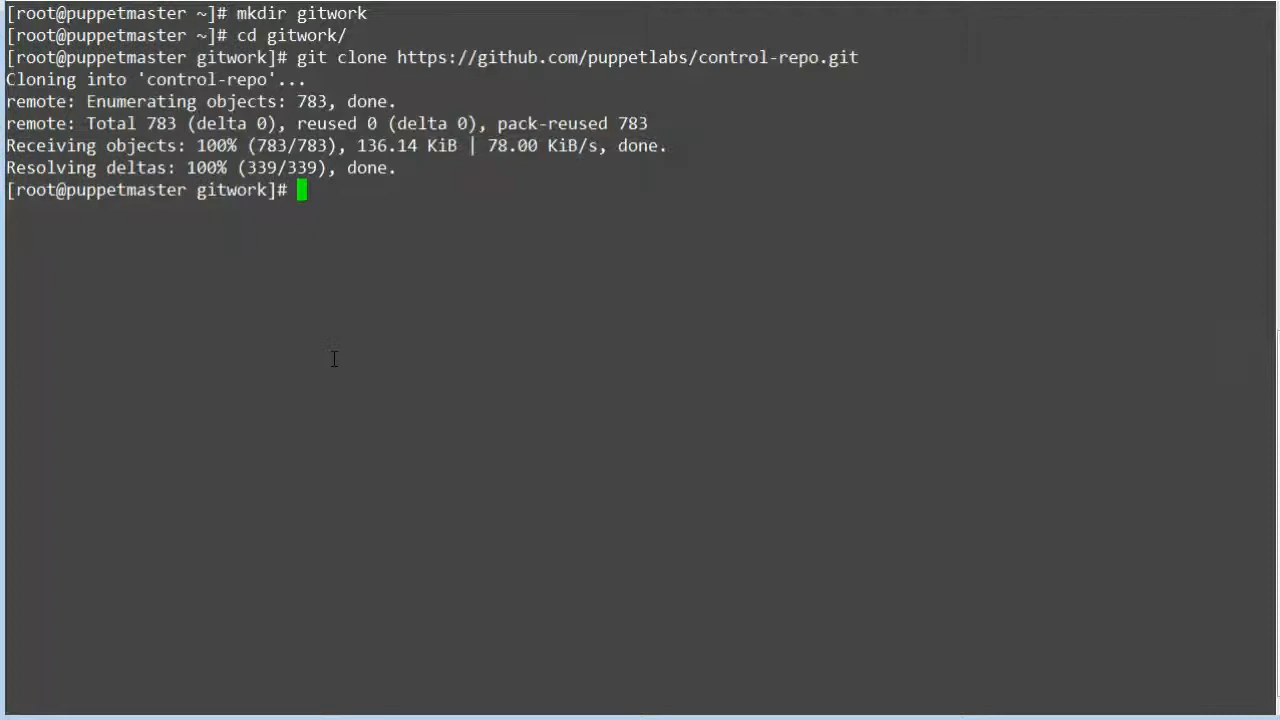 [root@puppetmaster ~]# mkdir gitwork
[root@puppetmaster ~]# cd gitwork/
[root@puppetmaster gitwork]# git clone https://github.com/puppetlabs/control-repo.git
Cloning into 'control-repo'...
remote: Enumerating objects: 783, done.
remote: Total 783 (delta 0), reused 0 (delta 0), pack-reused 783
Receiving objects: 100% (783/783), 136.14 KiB | 78.00 KiB/s, done.
Resolving deltas: 100% (339/339), done.
[root@puppetmaster gitwork]#